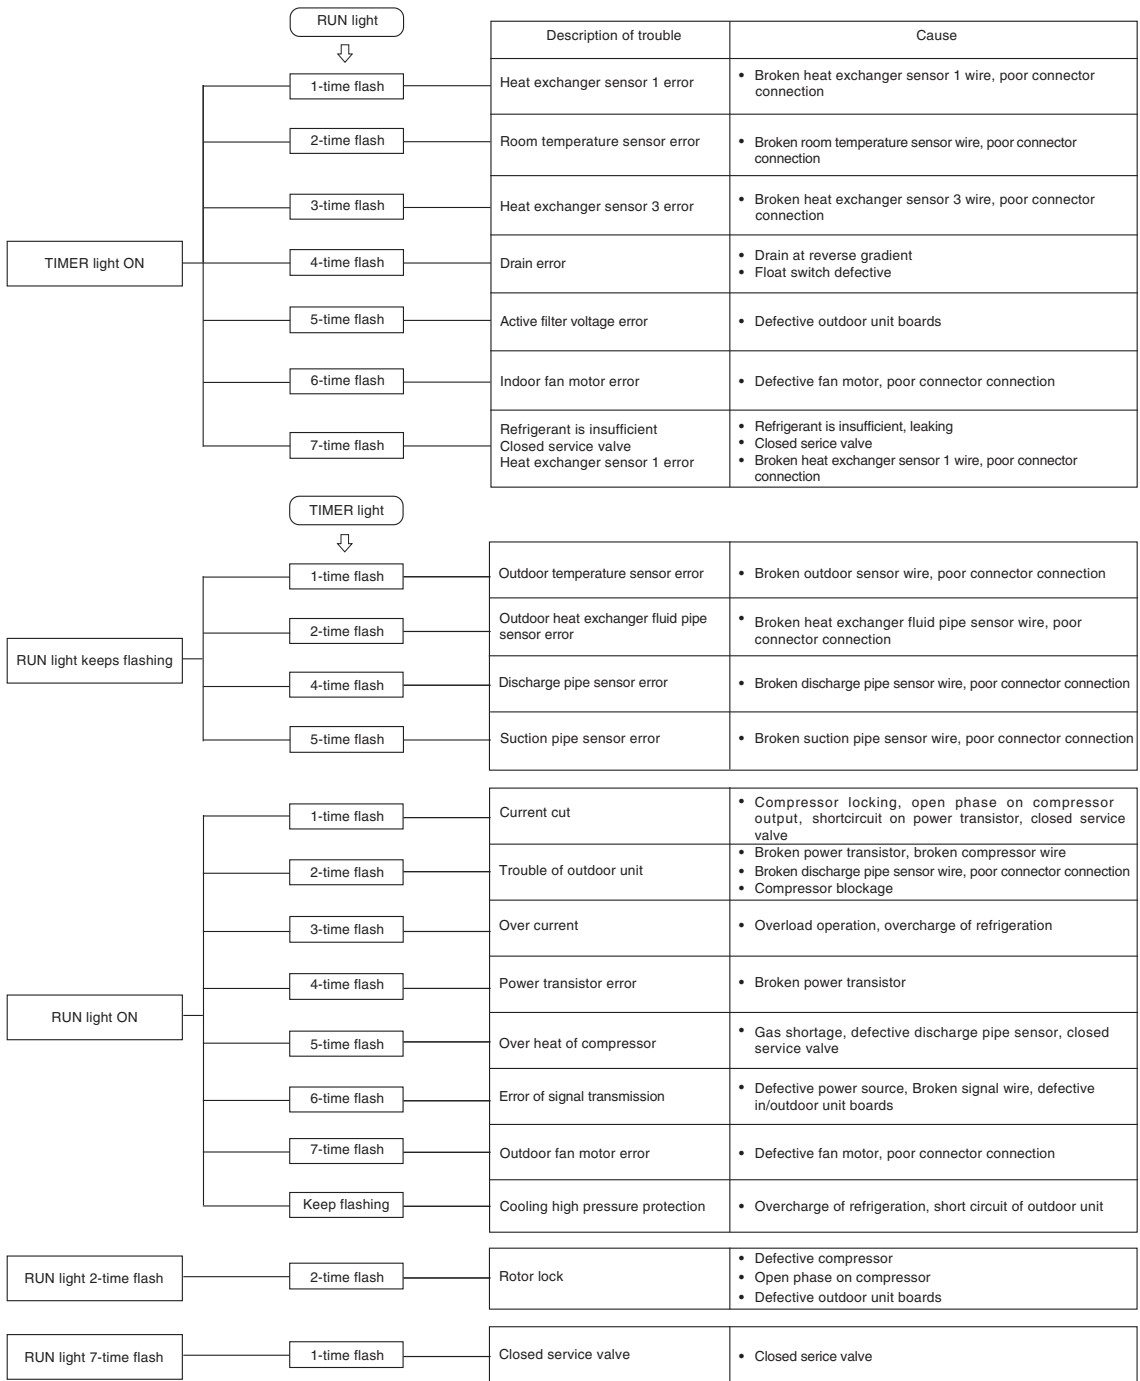 RUN light
Description of trouble
Cause
1-time flash
Heat exchanger sensor 1 error
• Broken heat exchanger sensor 1 wire, poor connector
connection
2-time flash
Room temperature sensor error
• Broken room temperature sensor wire, poor connector
connection
3-time flash
Heat exchanger sensor 3 error
• Broken heat exchanger sensor 3 wire, poor connector
connection
TIMER light ON
4-time flash
Drain error
• Drain at reverse gradient
• Float switch defective
5-time flash
Active filter voltage error
• Defective outdoor unit boards
6-time flash
Indoor fan motor error
• Defective fan motor, poor connector connection
7-time flash
Refrigerant is insufficient
Closed service valve
Heat exchanger sensor 1 error
• Refrigerant is insufficient, leaking
• Closed serice valve
• Broken heat exchanger sensor 1 wire, poor connector
connection
TIMER light
1-time flash
Outdoor temperature sensor error
• Broken outdoor sensor wire, poor connector connection
2-time flash
Outdoor heat exchanger fluid pipe
sensor error
• Broken heat exchanger fluid pipe sensor wire, poor
connector connection
RUN light keeps flashing
4-time flash
Discharge pipe sensor error
• Broken discharge pipe sensor wire, poor connector connection
5-time flash
Suction pipe sensor error
• Broken suction pipe sensor wire, poor connector connection
1-time flash
Current cut
• Compressor locking, open phase on compressor
output, shortcircuit on power transistor, closed service
valve
2-time flash
Trouble of outdoor unit
• Broken power transistor, broken compressor wire
• Broken discharge pipe sensor wire, poor connector connection
• Compressor blockage
3-time flash
Over current
• Overload operation, overcharge of refrigeration
4-time flash
Power transistor error
• Broken power transistor
RUN light ON
5-time flash
Over heat of compressor
• Gas shortage, defective discharge pipe sensor, closed
service valve
6-time flash
Error of signal transmission
• Defective power source, Broken signal wire, defective
in/outdoor unit boards
7-time flash
Outdoor fan motor error
• Defective fan motor, poor connector connection
Keep flashing
Cooling high pressure protection
• Overcharge of refrigeration, short circuit of outdoor unit
RUN light 2-time flash
2-time flash
Rotor lock
• Defective compressor
• Open phase on compressor
• Defective outdoor unit boards
RUN light 7-time flash
1-time flash
Closed service valve
• Closed serice valve